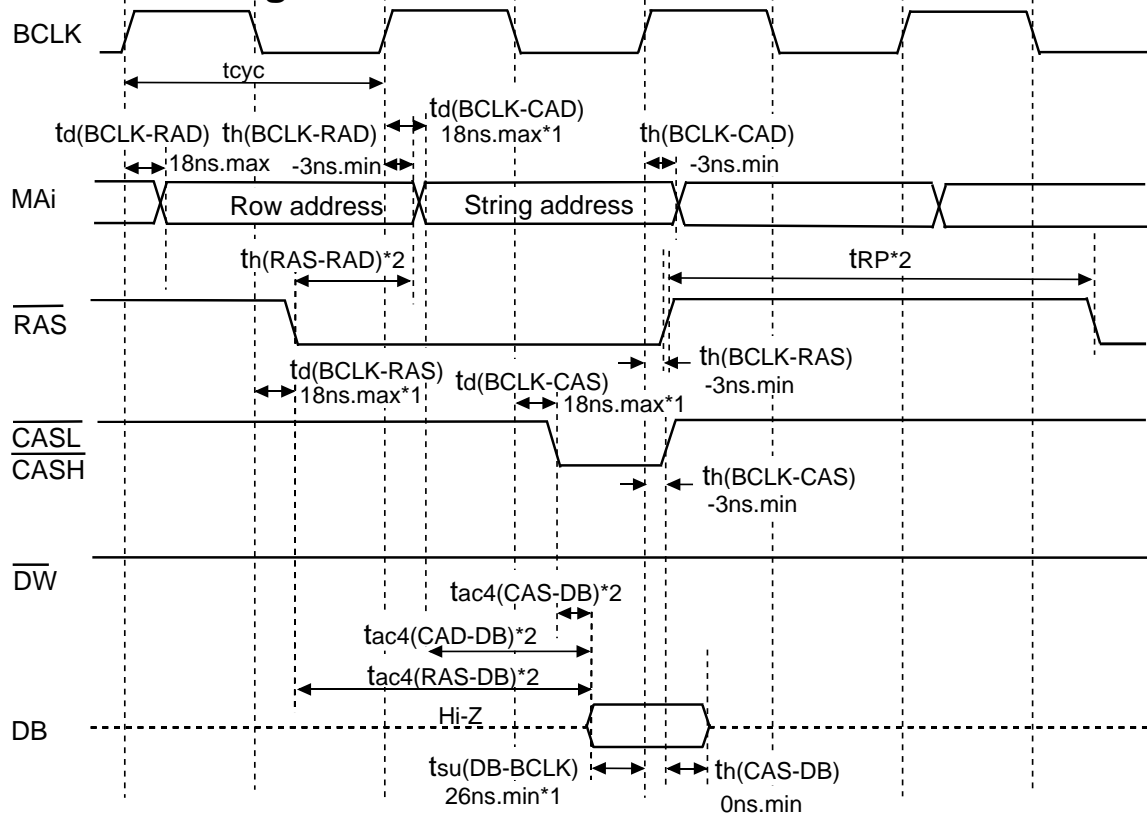 BCLK
tcyc
td(BCLK-CAD)
18ns.max*1
td(BCLK-RAD)
18ns.max
th(BCLK-RAD)
-3ns.min
th(BCLK-CAD)
-3ns.min
MAi
Row address
String address
th(RAS-RAD)*2
tRP*2
RAS
td(BCLK-RAS)
18ns.max*1
td(BCLK-CAS)
18ns.max*1
th(BCLK-RAS)
-3ns.min
CASL
CASH
th(BCLK-CAS)
-3ns.min
DW
tac4(CAS-DB)*2
tac4(CAD-DB)*2
tac4(RAS-DB)*2
Hi-Z
DB
tsu(DB-BCLK)
26ns.min*1
th(CAS-DB)
0ns.min